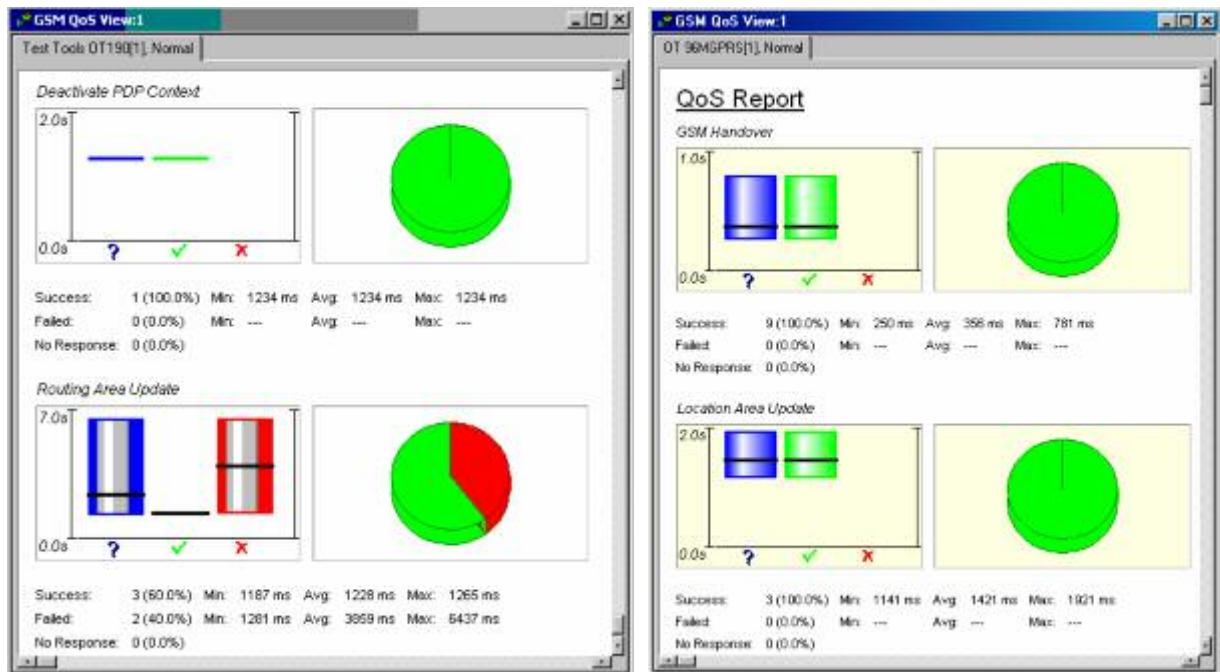 GSM QoS View:1
Test Tools OT190[1], Normal
Deactivate PDP Context
2.0s
0.0s
?
Success: 1 (100.0%) Min: 1234 ms Avg: 1234 ms Max: 1234 ms
Failed: 0 (0.0%) Min: --- Avg: --- Max: ---
No Response: 0 (0.0%)
Routing Area Update
7.0s
0.0s
?
Success: 3 (60.0%) Min: 1187 ms Avg: 1228 ms Max: 1265 ms
Failed: 2 (40.0%) Min: 1281 ms Avg: 3859 ms Max: 6437 ms
No Response: 0 (0.0%)
GSM QoS View:1
OT 96MGPRS[1], Normal
QoS Report
GSM Handover
1.0s
0.0s
?
Success: 9 (100.0%) Min: 250 ms Avg: 356 ms Max: 781 ms
Failed: 0 (0.0%) Min: --- Avg: --- Max: ---
No Response: 0 (0.0%)
Location Area Update
2.0s
0.0s
?
Success: 3 (100.0%) Min: 1141 ms Avg: 1421 ms Max: 1921 ms
Failed: 0 (0.0%) Min: --- Avg: --- Max: ---
No Response: 0 (0.0%)